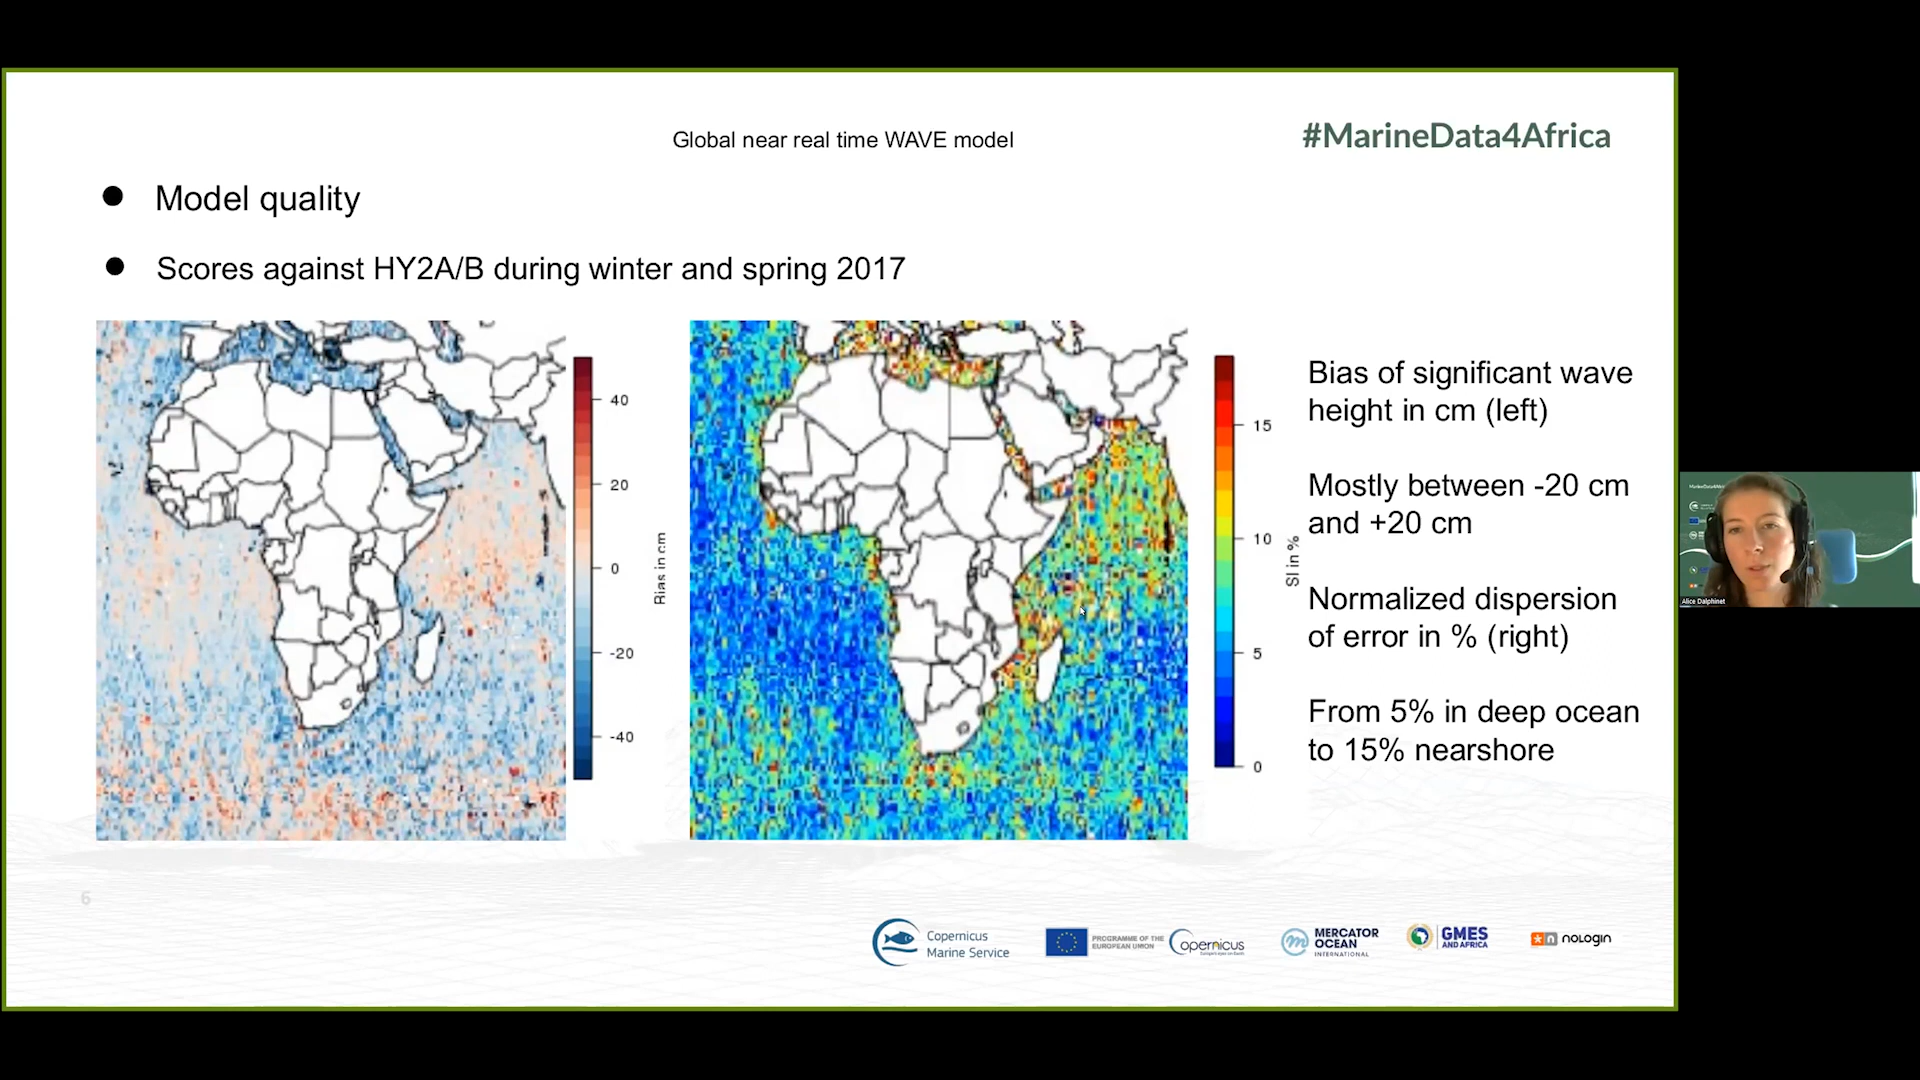 Global near real time WAVE model
#MarineData4Africa
● Model quality
● Scores against HY2A/B during winter and spring 2017
40
20
0
-20
-40
Bias in cm
15
10
5
0
SI in %
Bias of significant wave
height in cm (left)
Mostly between -20 cm
and +20 cm
Normalized dispersion
of error in % (right)
From 5% in deep ocean
to 15% nearshore
Alice Dalphinet
6
Copernicus
Marine Service
PROGRAMME OF THE
EUROPEAN UNION
opernicus
Europe's eyes on Earth
MERCATOR
OCEAN
INTERNATIONAL
GMES
AND AFRICA
nologin